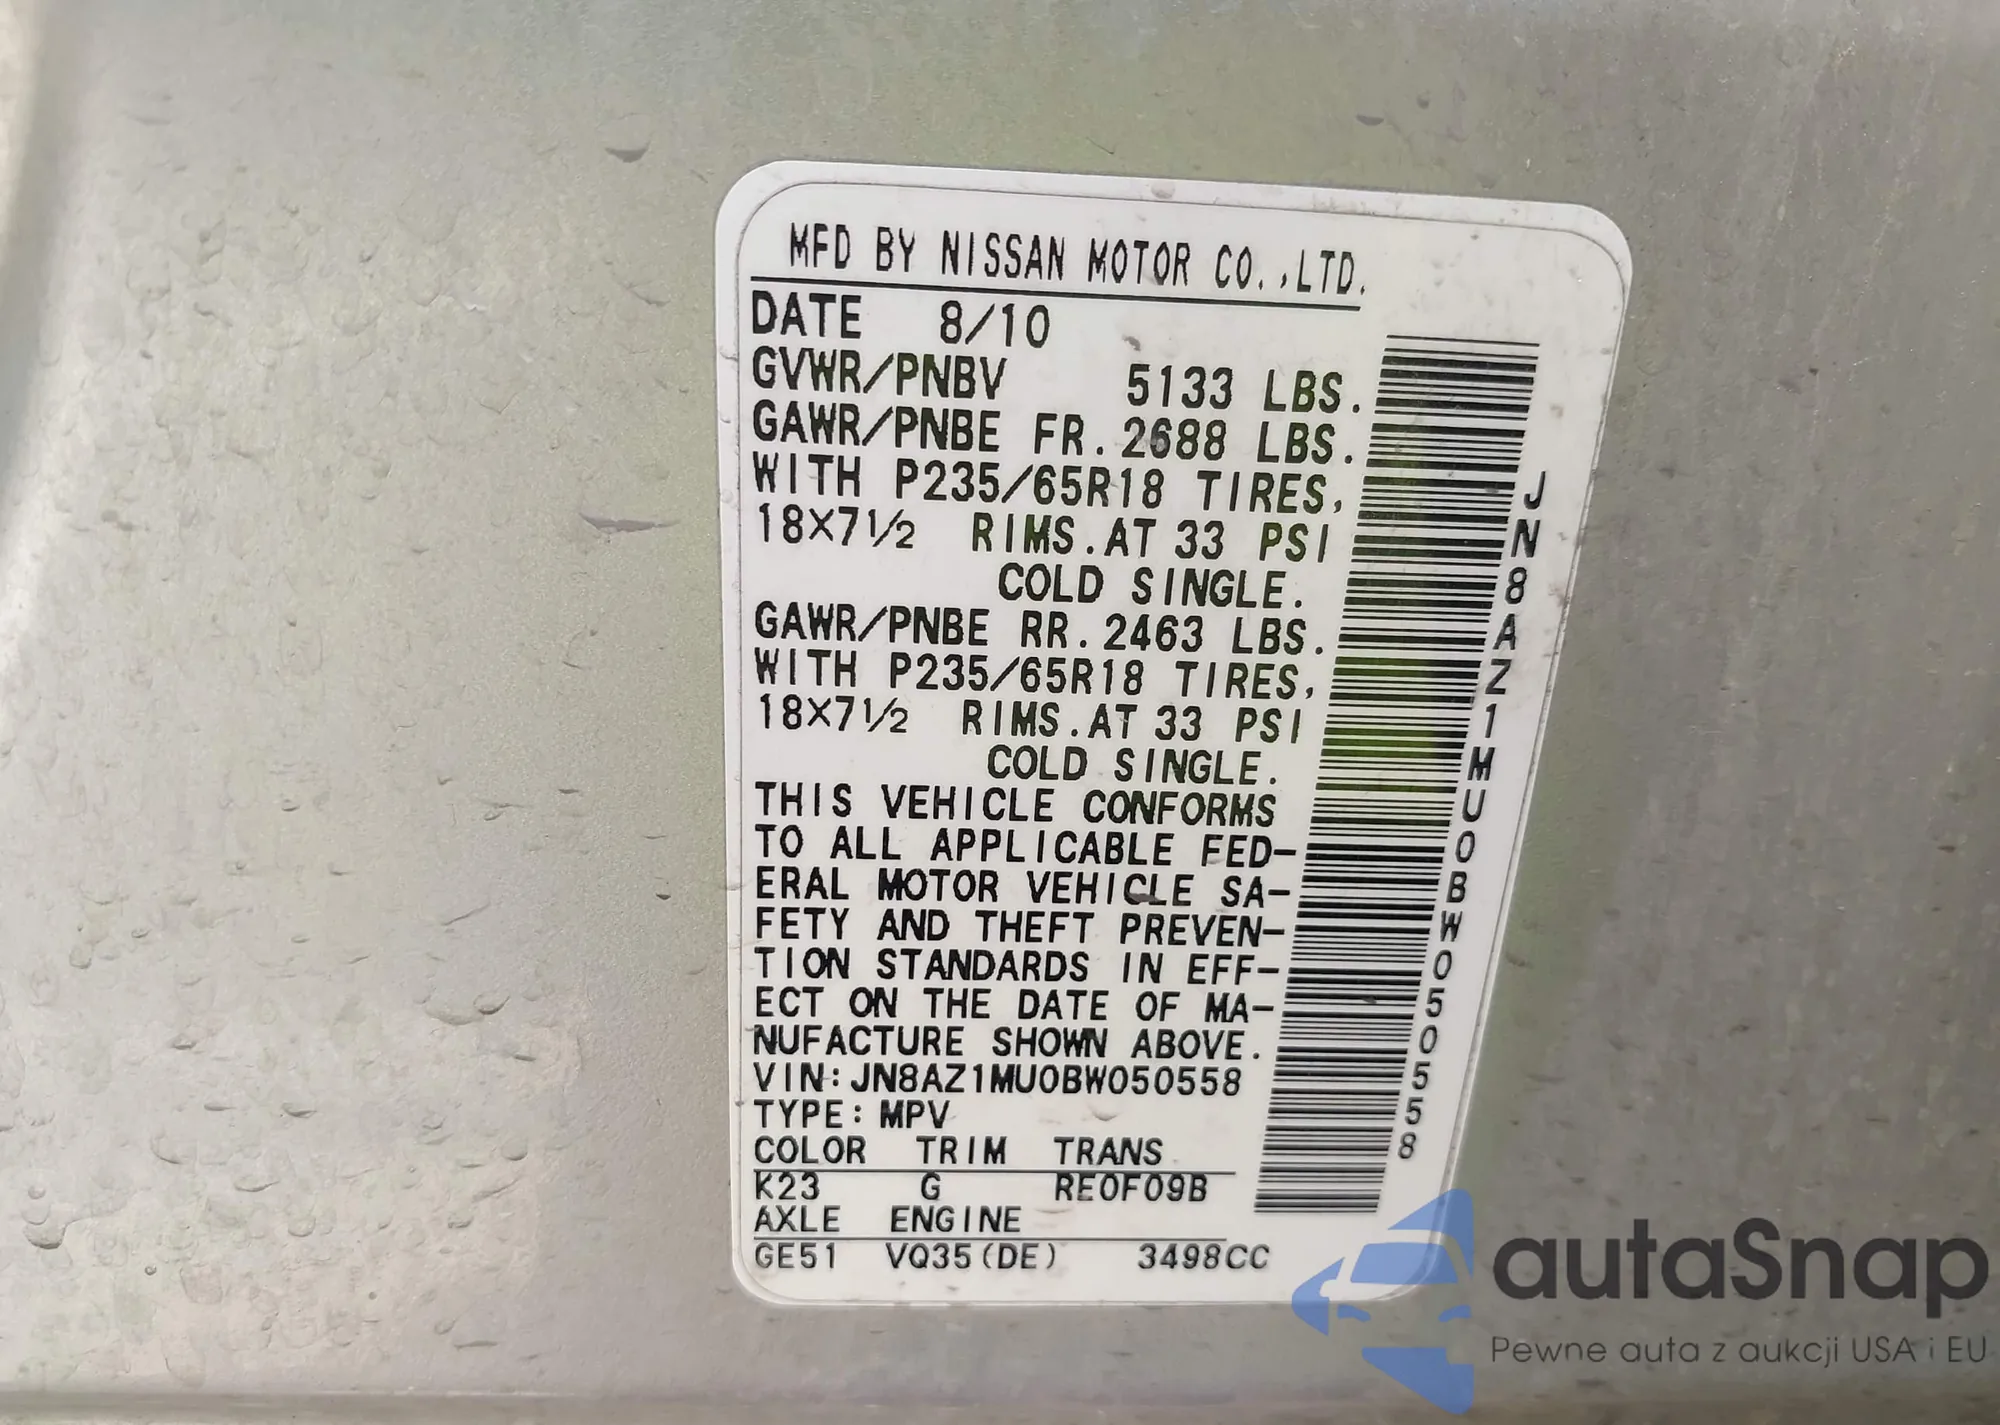 MFD BY NISSAN MOTOR CO.,LTD.
DATE 8/10
GVWR/PNBV 5133 LBS.
GAWR/PNBE FR. 2688 LBS.
WITH P235/65R18 TIRES,
18X7 1/2 RIMS.AT 33 PSI
COLD SINGLE.
GAWR/PNBE RR. 2463 LBS.
WITH P235/65R18 TIRES,
18X7 1/2 RIMS.AT 33 PSI
COLD SINGLE.
THIS VEHICLE CONFORMS
TO ALL APPLICABLE FED-
ERAL MOTOR VEHICLE SA-
FETY AND THEFT PREVEN-
TION STANDARDS IN EFF-
ECT ON THE DATE OF MA-
NUFACTURE SHOWN ABOVE.
VIN:JN8AZ1MU0BW050558
TYPE:MPV
COLOR TRIM TRANS
K23 G RE0F09B
AXLE ENGINE
GE51 VQ35(DE) 3498CC
JN8AZ1MU0BW050558
autaSnap
Pewne auta z aukcji USA i EU